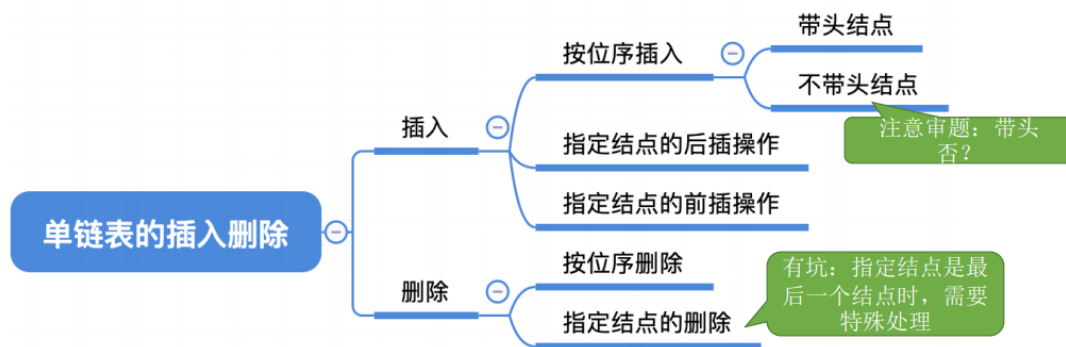 单链表的插入删除
插入
按位序插入
带头结点
不带头结点
注意审题：带头
否？
指定结点的后插操作
指定结点的前插操作
删除
按位序删除
指定结点的删除
有坑：指定结点是最
后一个结点时，需要
特殊处理